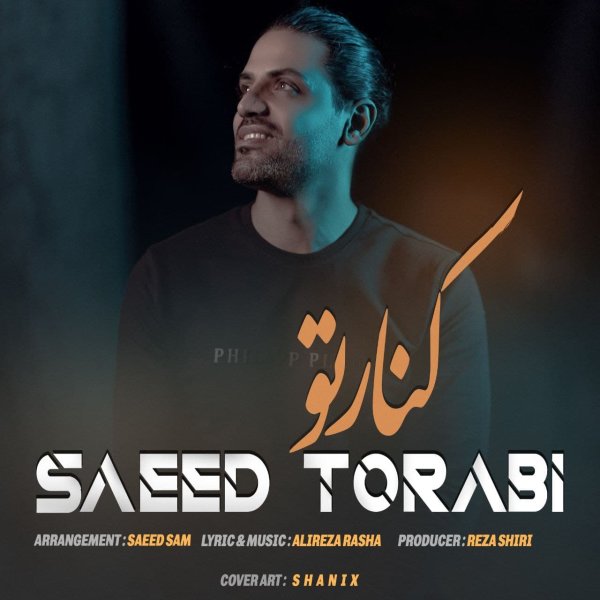 کنار تو
SAEED TORABI
ARRANGEMENT : SAEED SAM LYRIC & MUSIC : ALIREZA RASHA PRODUCER : REZA SHIRI
COVER ART : SHANIX